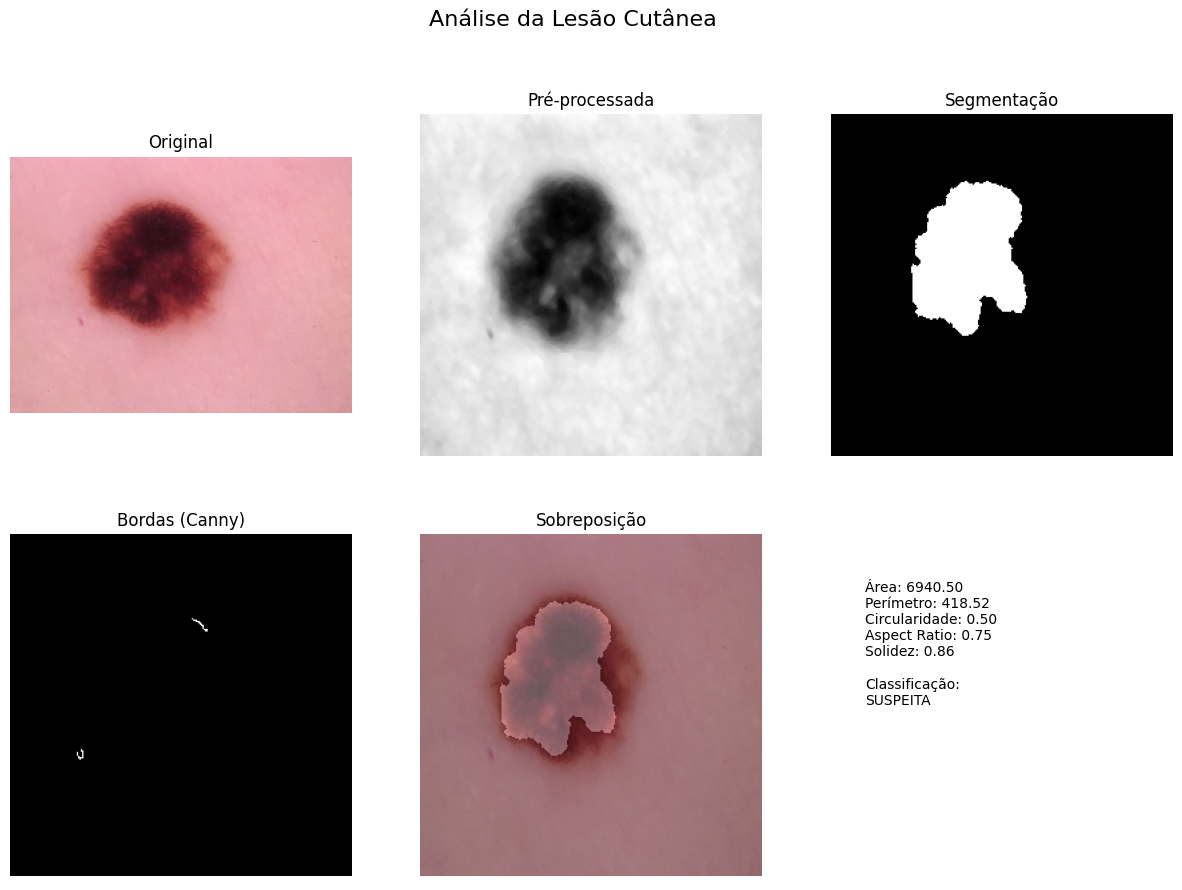 Análise da Lesão Cutânea
Original
Pré-processada
Segmentação
Bordas (Canny)
Sobreposição
Área: 6940.50
Perímetro: 418.52
Circularidade: 0.50
Aspect Ratio: 0.75
Solidez: 0.86
Classificação:
SUSPEITA